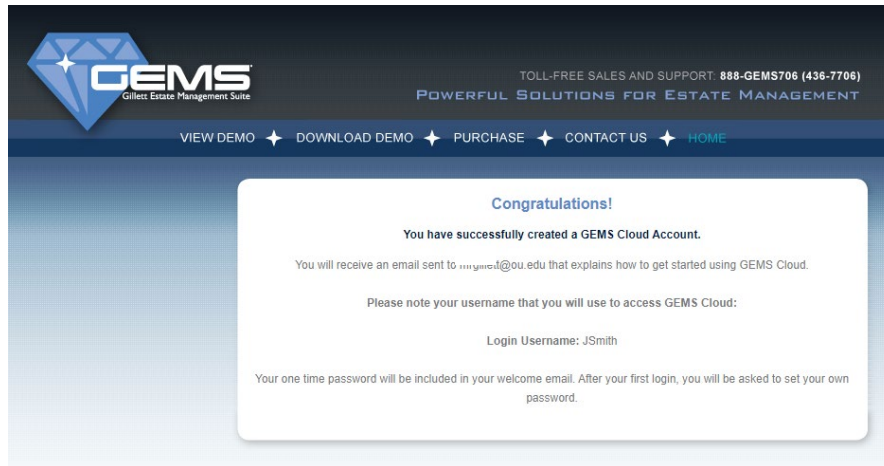 GEMS
Gillett Estate Management Suite
TOLL-FREE SALES AND SUPPORT: 888-GEMS706 (436-7706)
POWERFUL SOLUTIONS FOR ESTATE MANAGEMENT
VIEW DEMO DOWNLOAD DEMO PURCHASE CONTACT US HOME
Congratulations!
You have successfully created a GEMS Cloud Account.
You will receive an email sent to that explains how to get started using GEMS Cloud.
Please note your username that you will use to access GEMS Cloud:
Login Username: JSmith
Your one time password will be included in your welcome email. After your first login, you will be asked to set your own
password.